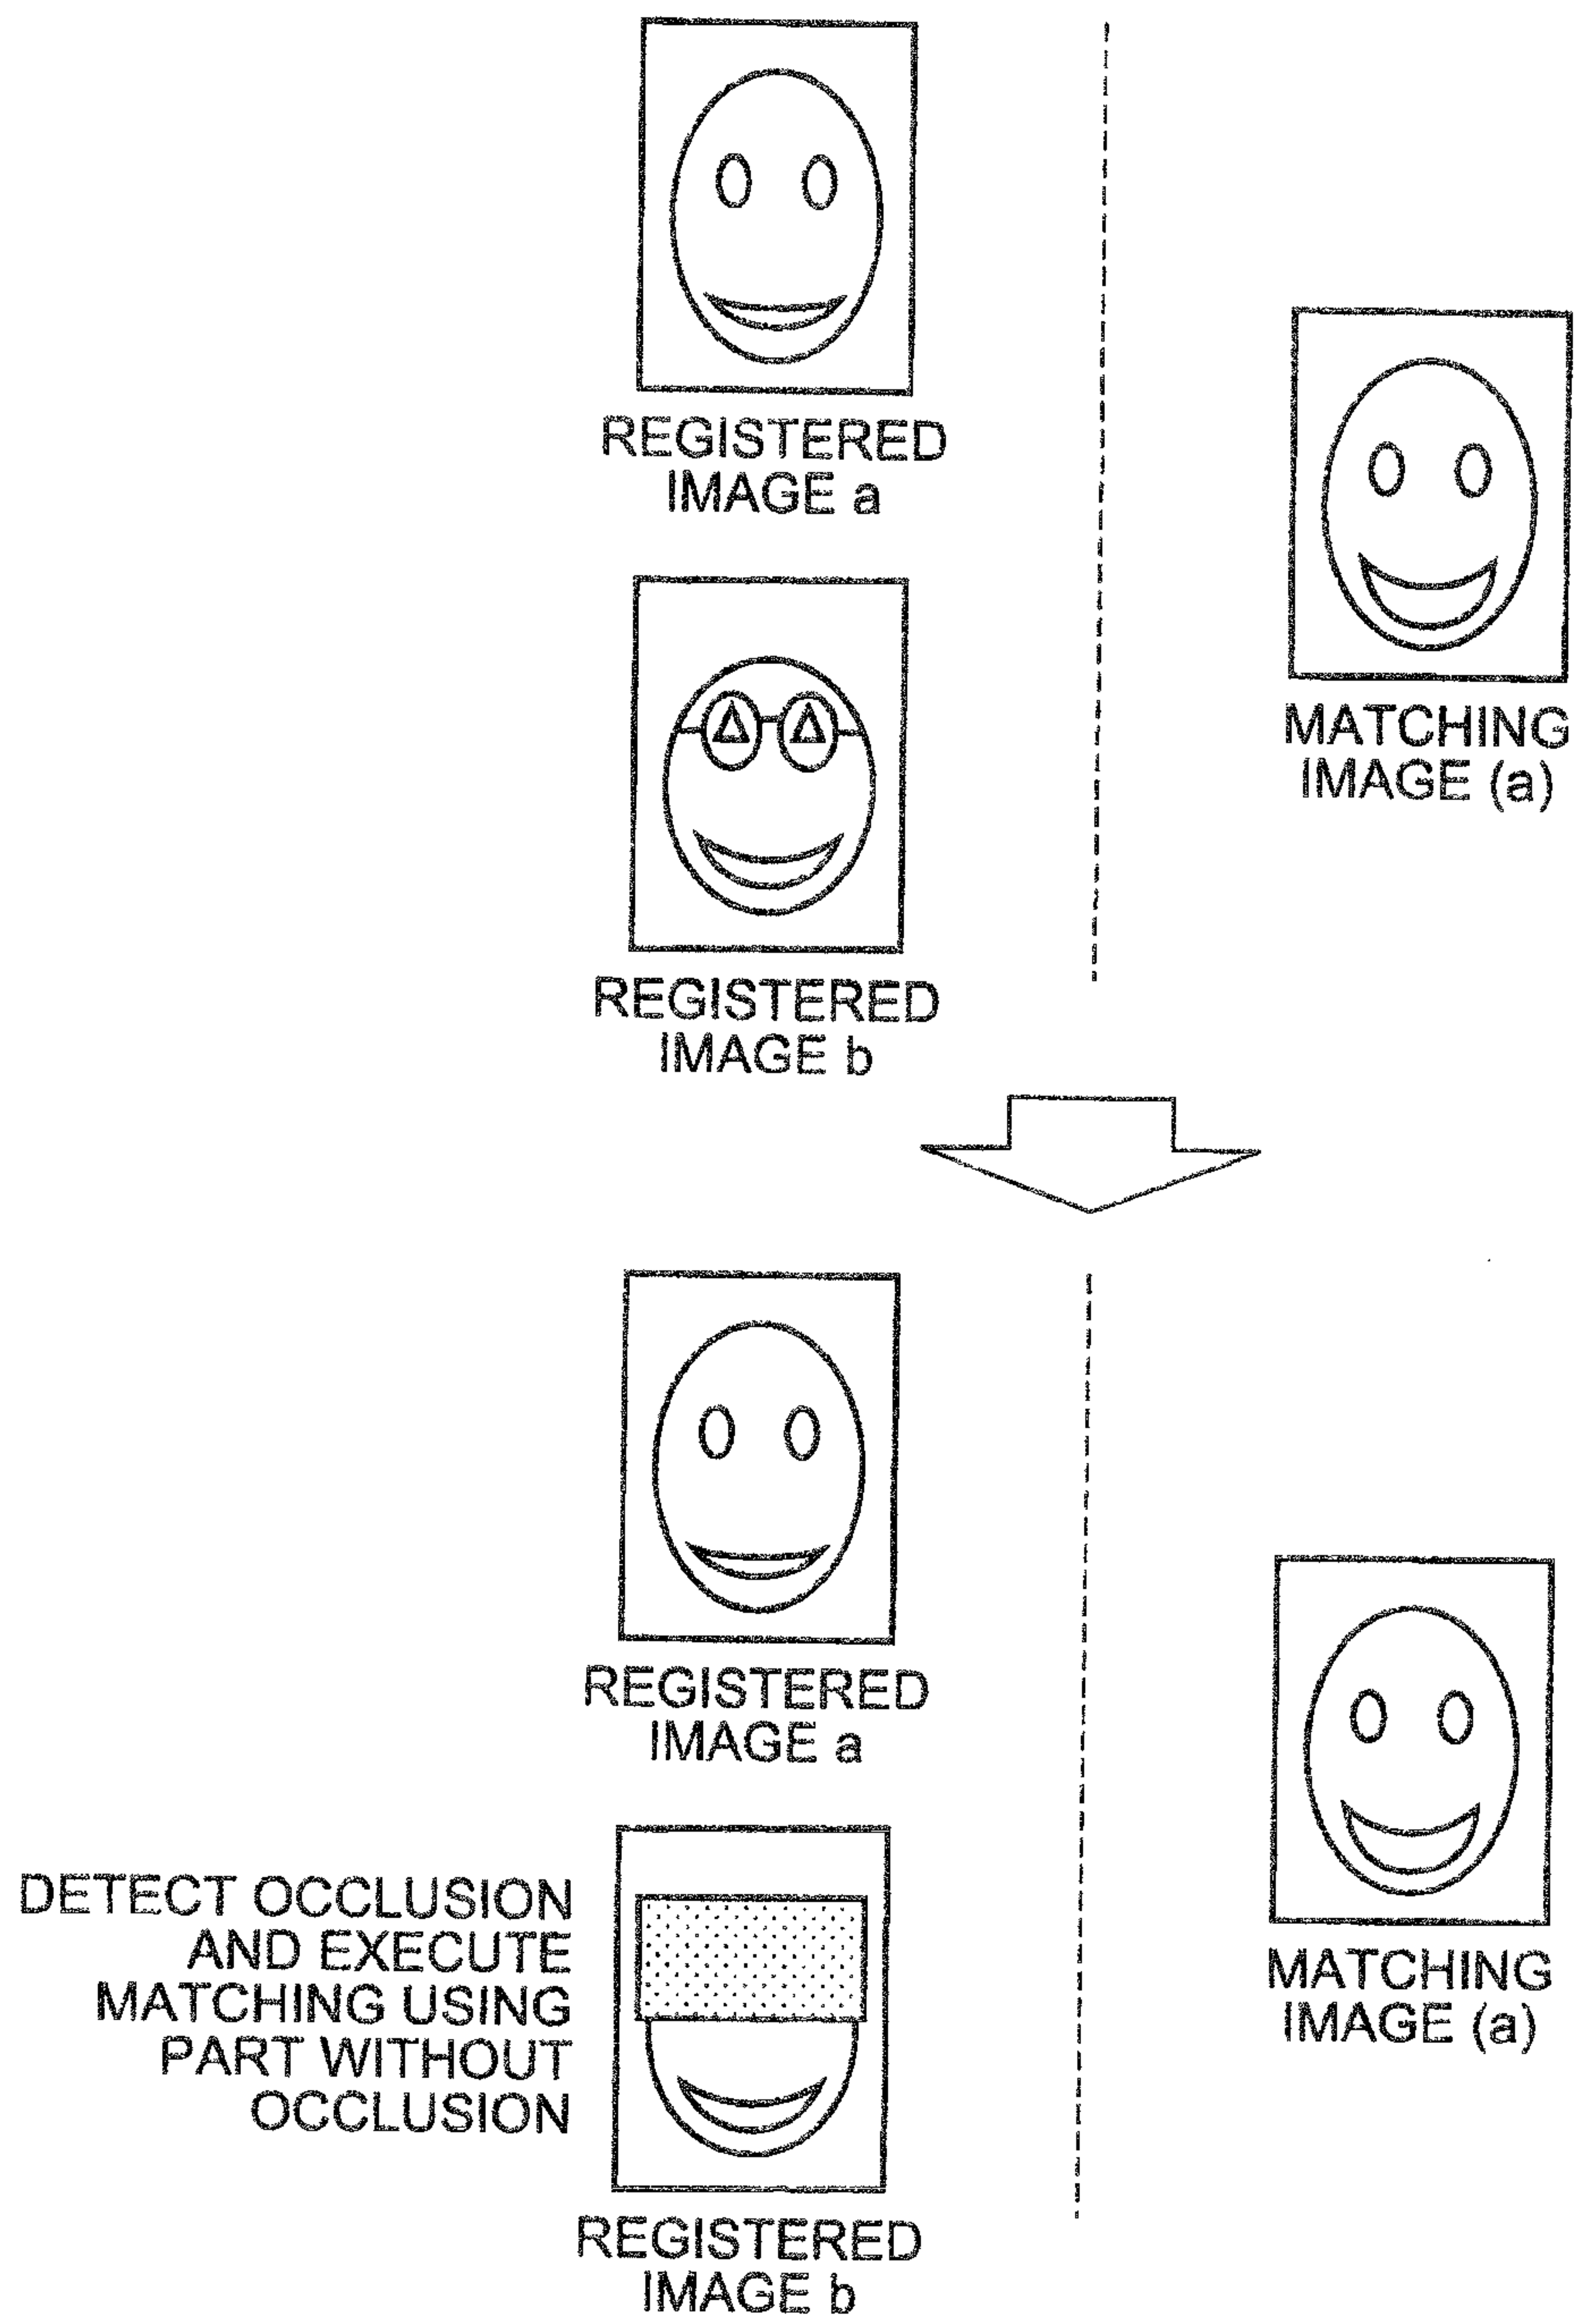 REGISTERED
IMAGE a
MATCHING
IMAGE (a)
REGISTERED
IMAGE b
REGISTERED
IMAGE a
DETECT OCCLUSION
AND EXECUTE
MATCHING USING
PART WITHOUT
OCCLUSION
MATCHING
IMAGE (a)
REGISTERED
IMAGE b